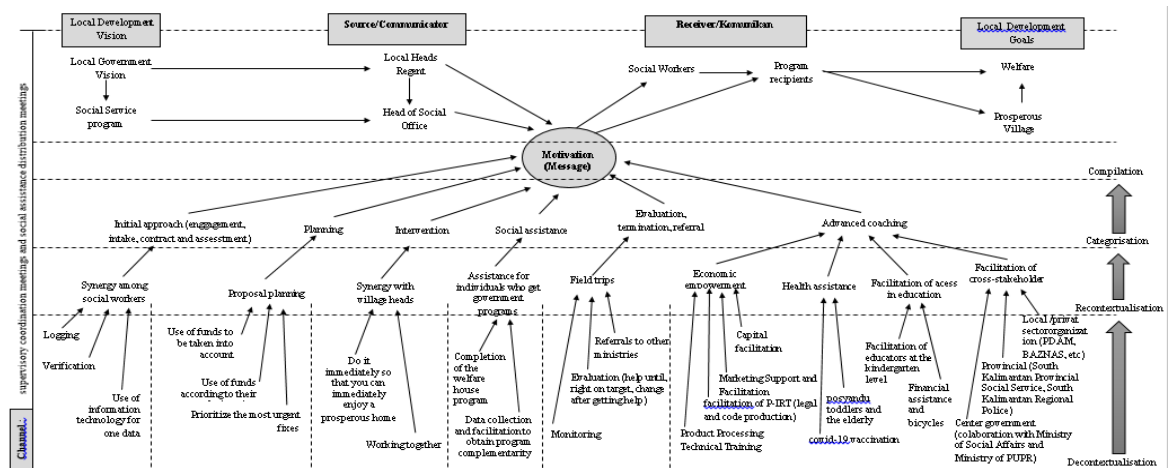 Local Development
Vision
Source/Communicator
Receiver/Komunikan
Local Development
Goals
Local Government
Vision
Local Heads
Regent
Social Workers
Program
recipients
Welfare
Social Service
program
Head of Social
Office
Prosperous
Village
Motivation
(Message)
Compilation
Initial approach (enggagement,
intake, contract and assesstment)
Planning
Intervention
Social assistance
Evaluation,
termination, referral
Advanced coaching
Categorisation
Synergy among
social workers
Proposal planning
Synergy with
village heads
Assistance for
individuals who get
government
programs
Field trips
Economic
empowerment
Health assistance
Facilitation of acess
in education
Facilitation of
cross-stakeholder
Recontextualisation
Logging
Verification
Use of
information
technology for
one data
Use of funds to
be taken into
account
Use of funds
according to their
Prioritize the most urgent
fixes
Do it
immediately so
that you can
immediately
enjoy a
prosperous home
Working together
Completion
of the
welfare
house
program
Data collection
and facilitation to
obtain program
complementarity
Referrals to other
ministries
Evaluation (help until,
right on target, change
after getting help)
Monitoring
Capital
facilitation
Marketing Support and
Facilitation
facilitation of P-IRT (legal
and code production)
Product Processing
Technical Training
posyandu
toddlers and
the elderly
covid-19 vaccination
Facilitation of
educators at the
kindergarten
level
Financial
assistance and
bicycles
Local /privat
sectororganizat
ion (PDAM,
BAZNAS, etc)
Provincial (South
Kalimantan Provincial
Social Service, South
Kalimantan Regional
Police)
Center government
(colaboration with Ministry
of Social Affairs and
Ministry of PUPR)
Decontextualisation
supervisory coordination meetings and social assistance distribution meetings
Channel